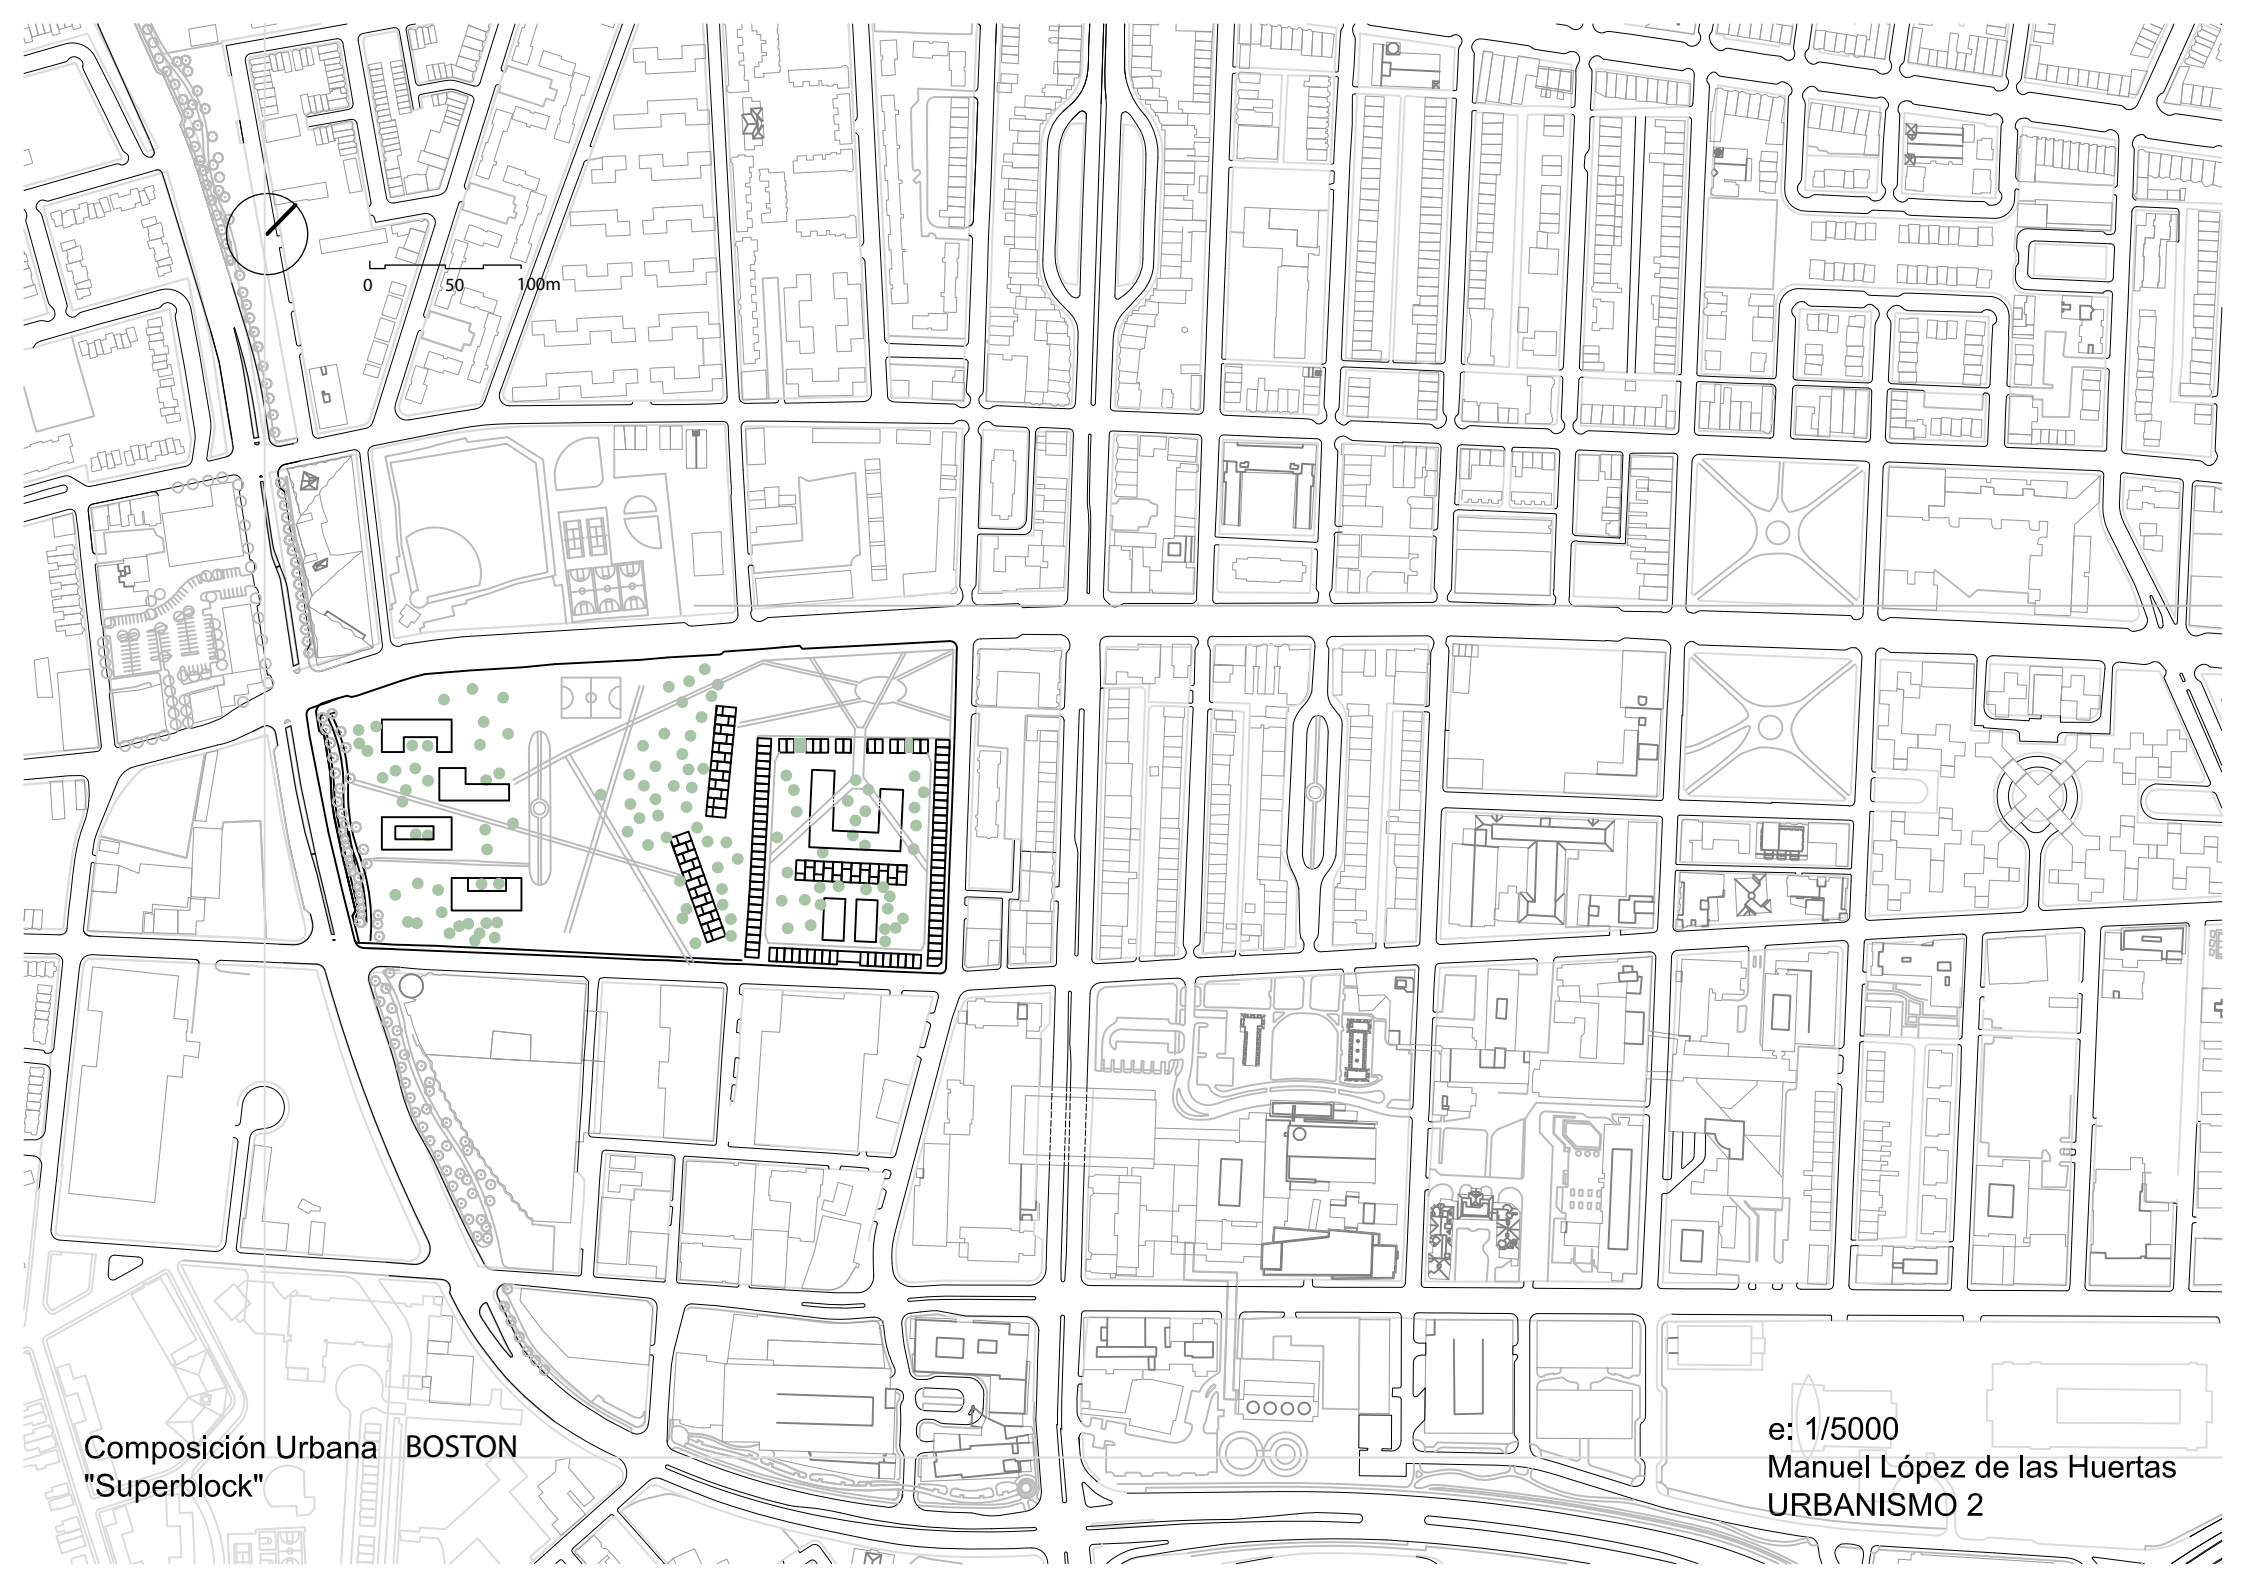 0 50 100m
Composición Urbana BOSTON
"Superblock"
e: 1/5000
Manuel López de las Huertas
URBANISMO 2